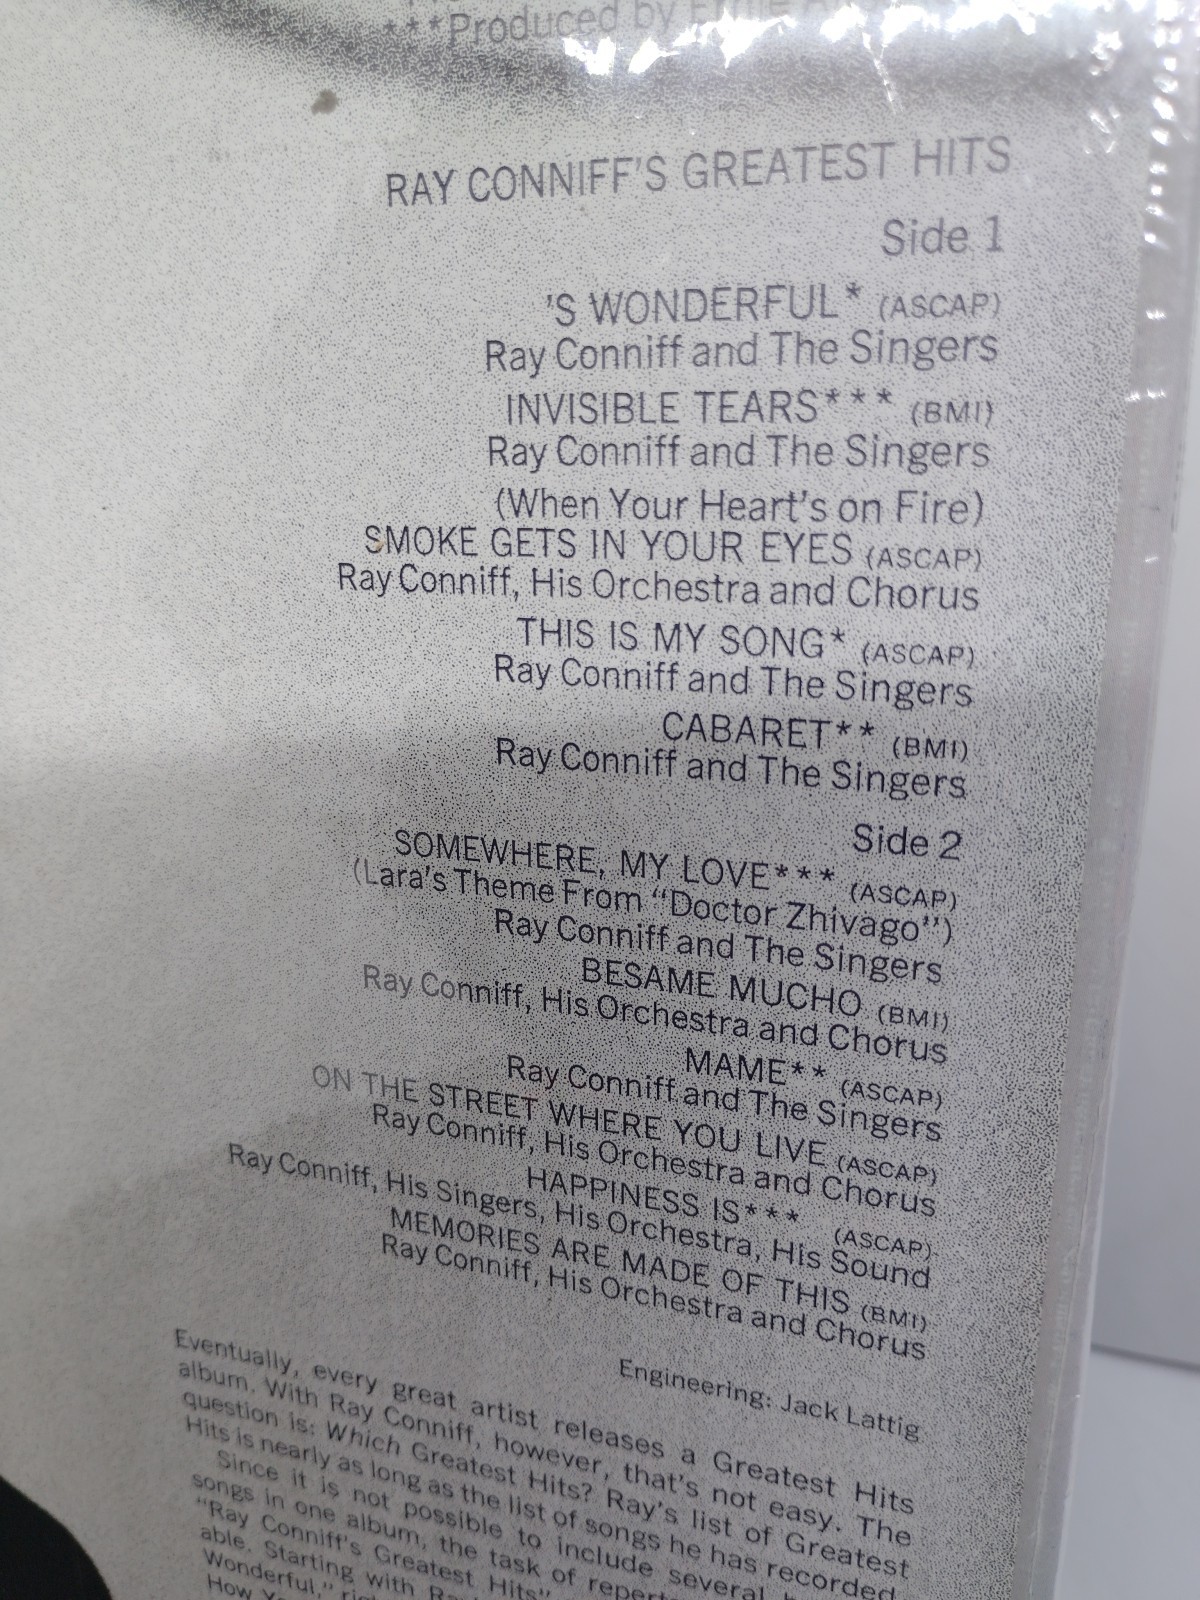 ***Produced by Ernie
RAY CONNIFF'S GREATEST HITS
Side 1
'S WONDERFUL* (ASCAP)
Ray Conniff and The Singers
INVISIBLE TEARS*** (BMI)
Ray Conniff and The Singers
(When Your Heart's on Fire)
SMOKE GETS IN YOUR EYES (ASCAP)
Ray Conniff, His Orchestra and Chorus
THIS IS MY SONG* (ASCAP)
Ray Conniff and The Singers
CABARET** (BMI)
Ray Conniff and The Singers
Side 2
SOMEWHERE, MY LOVE*** (ASCAP)
(Lara's Theme From "Doctor Zhivago")
Ray Conniff and The Singers
BESAME MUCHO (BMI)
Ray Conniff, His Orchestra and Chorus
MAME** (ASCAP)
Ray Conniff and The Singers
ON THE STREET WHERE YOU LIVE (ASCAP)
Ray Conniff, His Orchestra and Chorus
HAPPINESS IS*** (ASCAP)
Ray Conniff, His Singers, His Orchestra, His Sound
MEMORIES ARE MADE OF THIS (BMI)
Ray Conniff, His Orchestra and Chorus
Engineering: Jack Lattig
Eventually, every great artist releases a Greatest Hits
album. With Ray Conniff, however, that's not easy. The
question is: Which Greatest Hits? Ray's list of Greatest
Hits is nearly as long as the list of songs he has recorded.
Since it is not possible to include several
songs in one album, the task of
"Ray Conniff's Greatest Hits"
able. Starting with
Wonderful,"
How